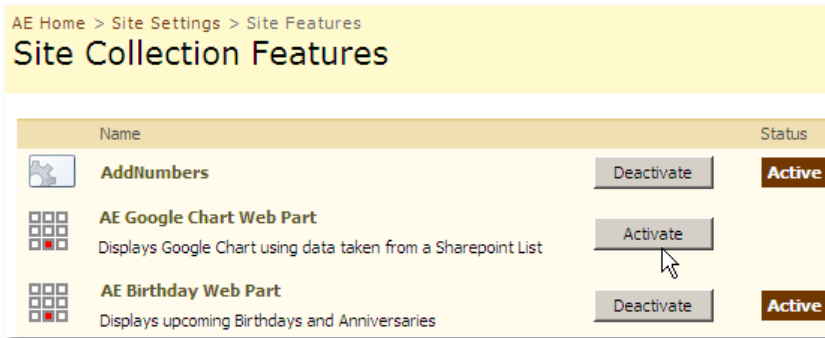 AE Home > Site Settings > Site Features
Site Collection Features
Name Status
AddNumbers Deactivate Active
AE Google Chart Web Part
Displays Google Chart using data taken from a Sharepoint List
Activate
AE Birthday Web Part
Displays upcoming Birthdays and Anniversaries
Deactivate Active